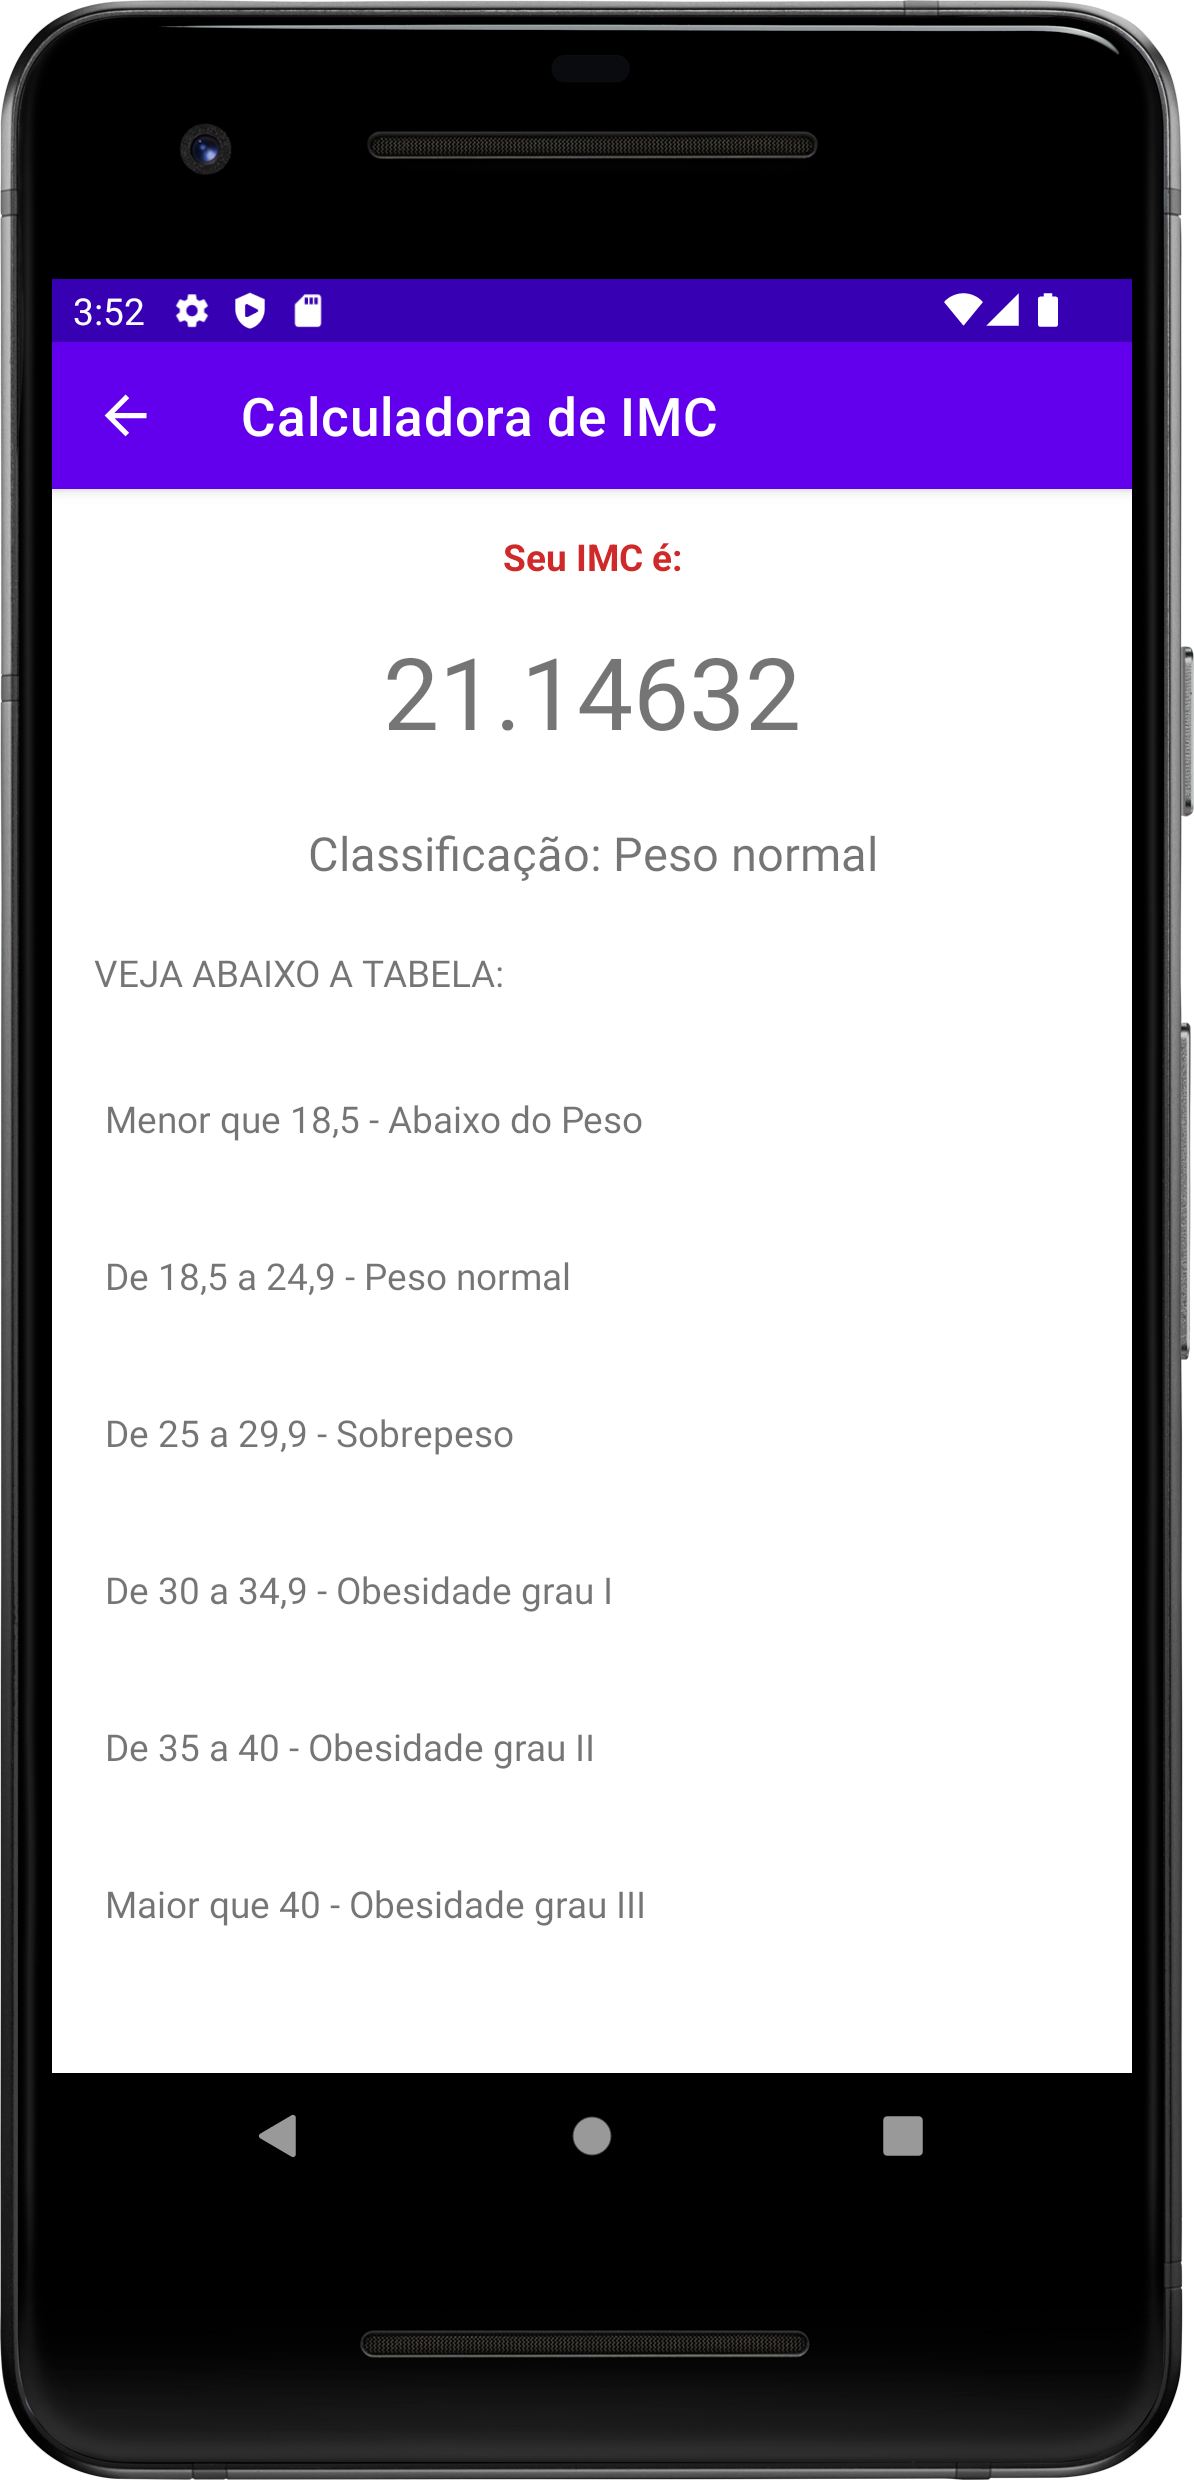 3:52
Calculadora de IMC
Seu IMC é:
21.14632
Classificação: Peso normal
VEJA ABAIXO A TABELA:
Menor que 18,5 - Abaixo do Peso
De 18,5 a 24,9 - Peso normal
De 25 a 29,9 - Sobrepeso
De 30 a 34,9 - Obesidade grau I
De 35 a 40 - Obesidade grau II
Maior que 40 - Obesidade grau III